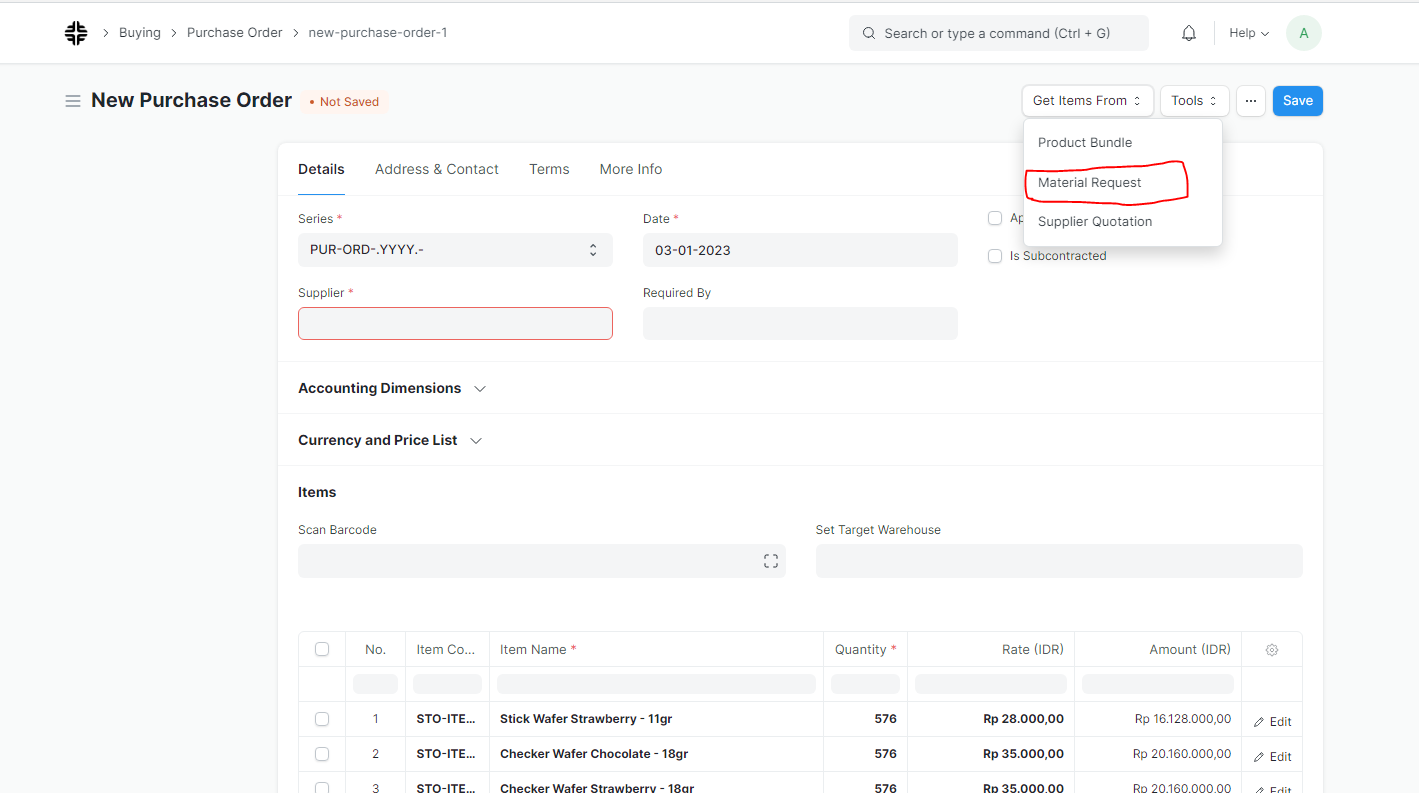 Buying > Purchase Order > new-purchase-order-1
Search or type a command (Ctrl + G)
Help
A
New Purchase Order
• Not Saved
Get Items From
Tools
...
Save
Product Bundle
Material Request
Supplier Quotation
Details
Address & Contact
Terms
More Info
Series *
Date *
PUR-ORD-.YYYY.-
03-01-2023
Is Subcontracted
Supplier *
Required By
Accounting Dimensions
Currency and Price List
Items
Scan Barcode
Set Target Warehouse
No. Item Co... Item Name * Quantity * Rate (IDR) Amount (IDR)
1 STO-ITE... Stick Wafer Strawberry - 11gr 576 Rp 28.000,00 Rp 16.128.000,00 Edit
2 STO-ITE... Checker Wafer Chocolate - 18gr 576 Rp 35.000,00 Rp 20.160.000,00 Edit
3 STO-ITE... Checker Wafer Strawberry - 18gr 576 Rp 35.000,00 Rp 20.160.000,00 Edit